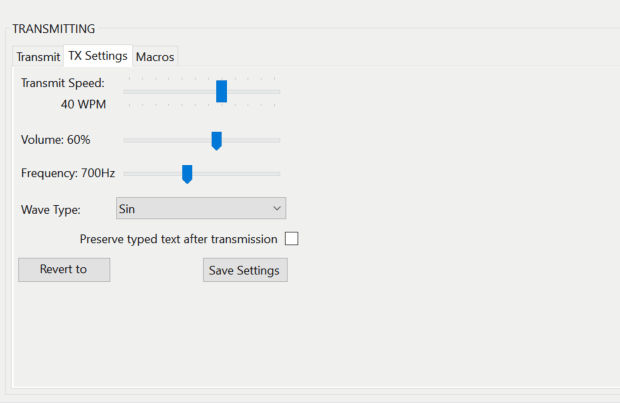 TRANSMITTING
Transmit TX Settings Macros
Transmit Speed:
40 WPM
Volume: 60%
Frequency: 700Hz
Wave Type: Sin
Preserve typed text after transmission
Revert to Save Settings